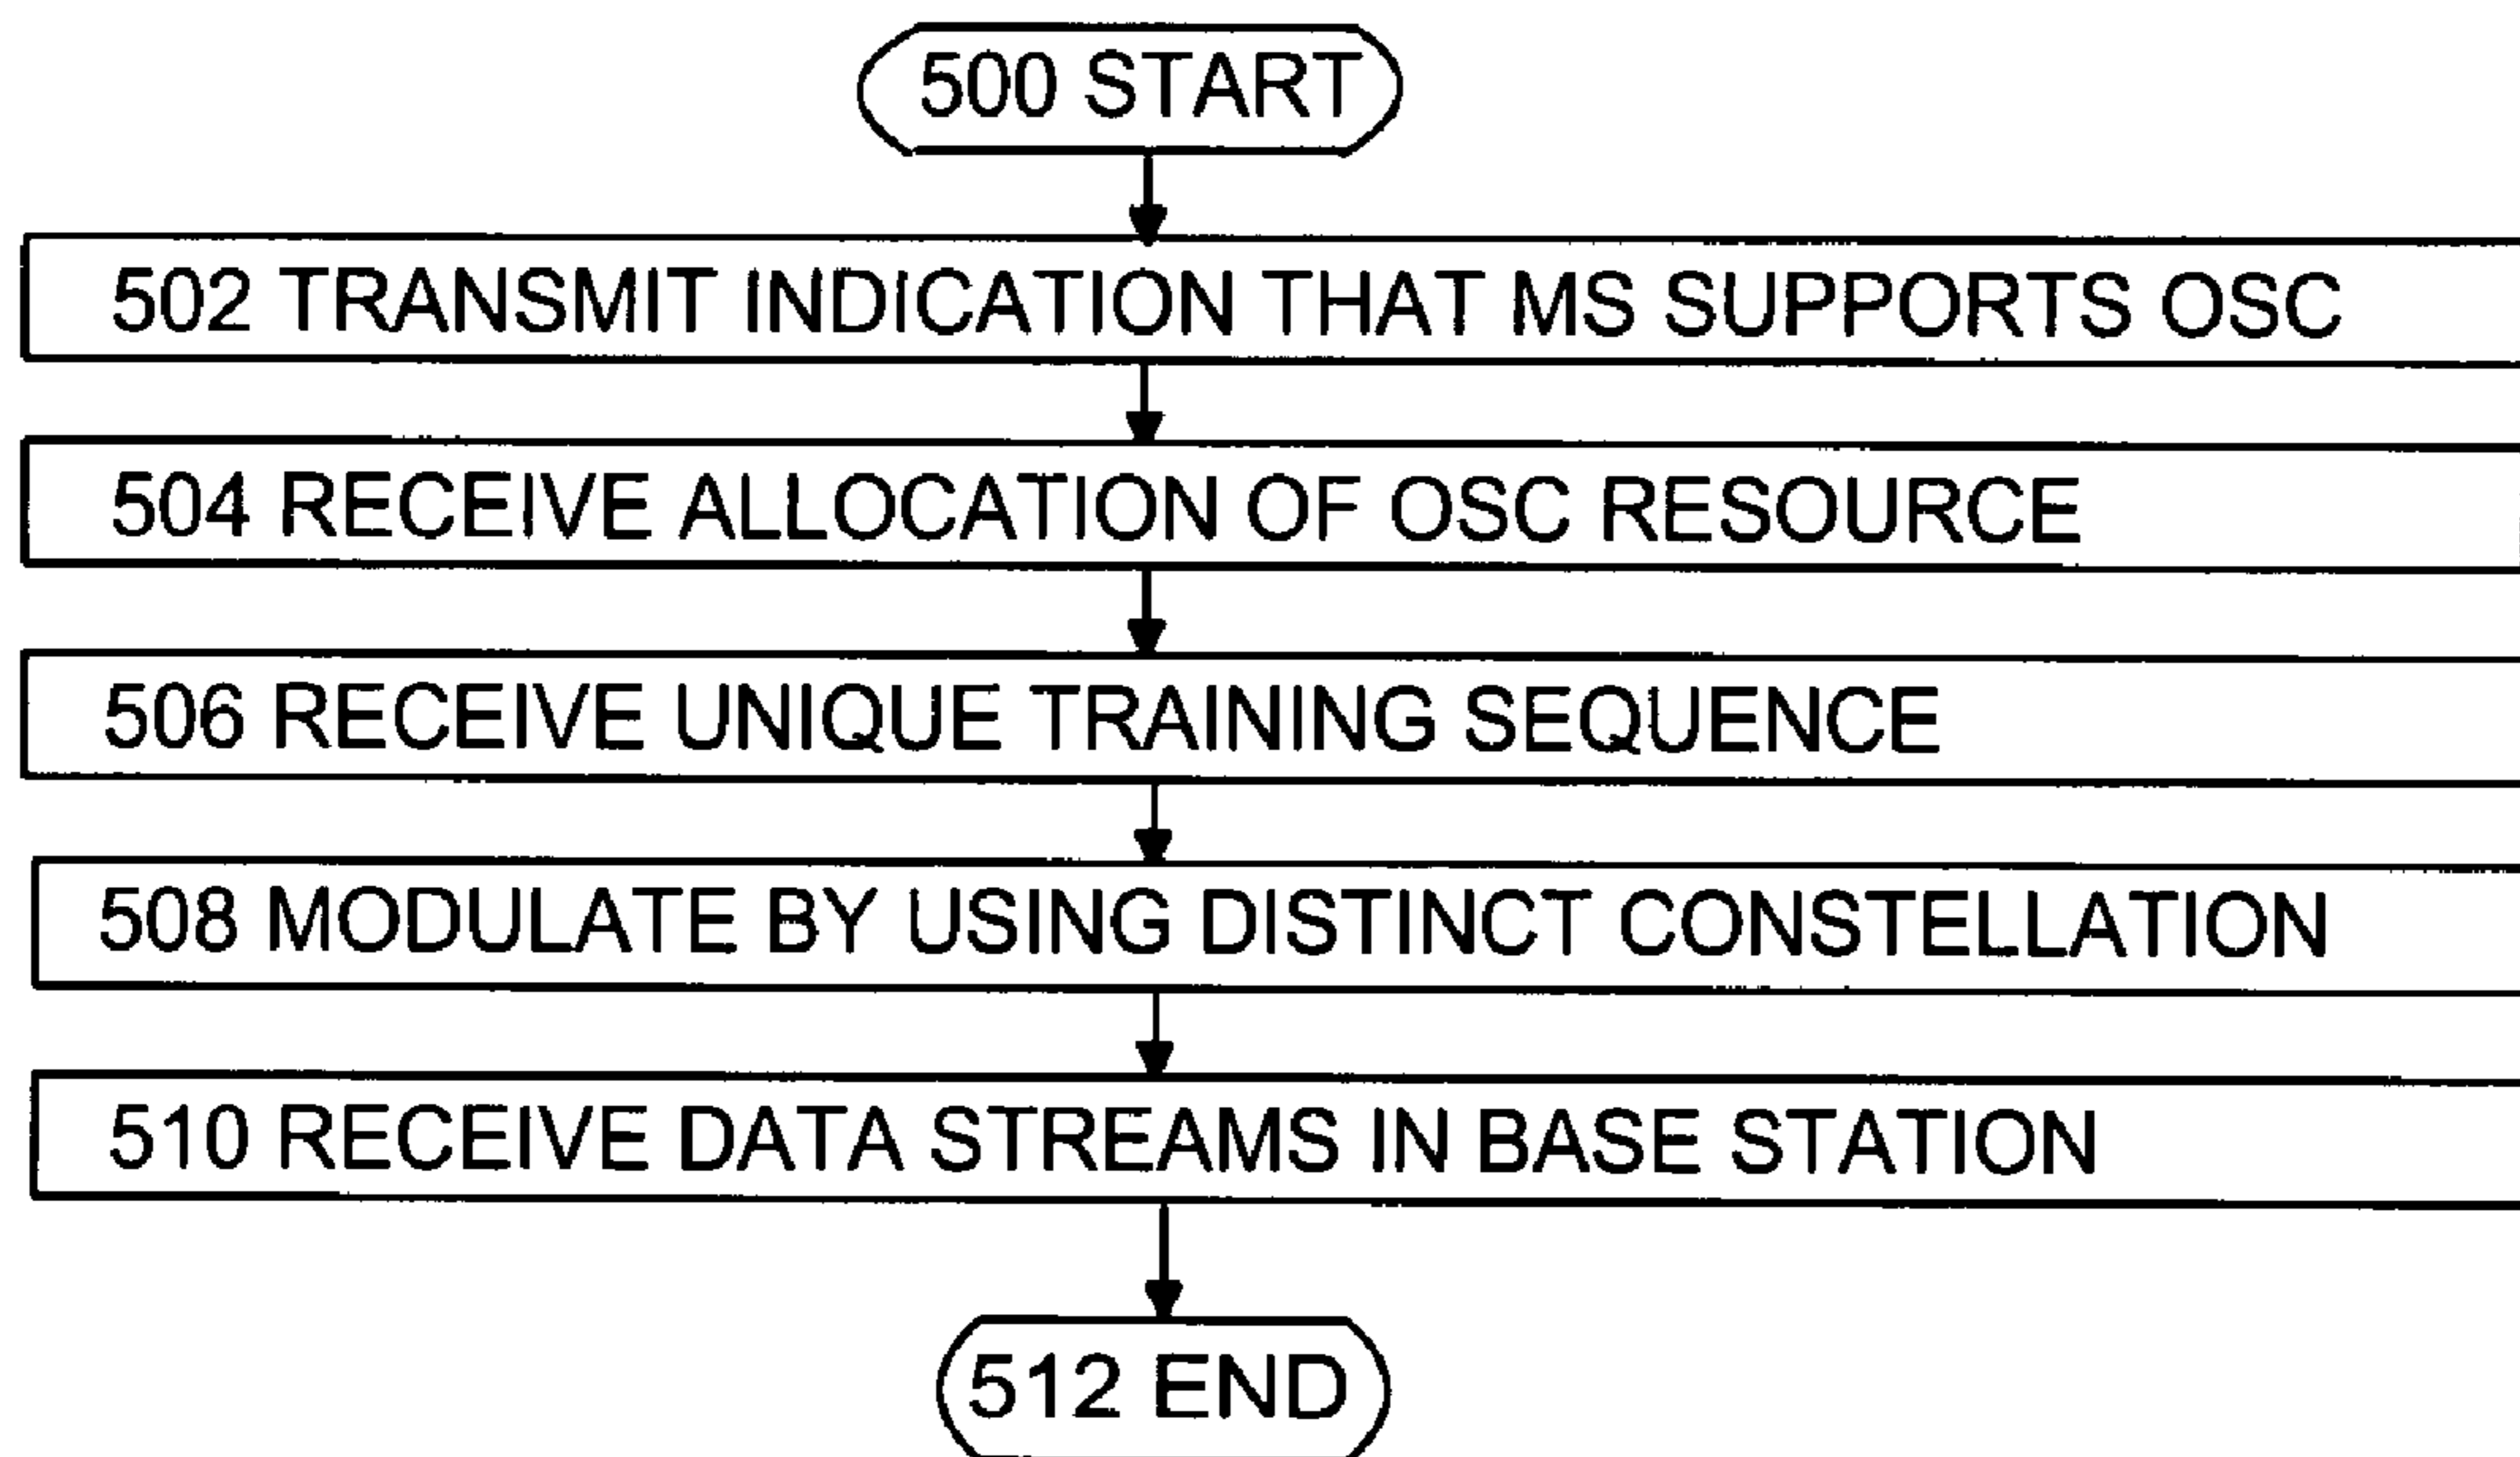 500 START
502 TRANSMIT INDICATION THAT MS SUPPORTS OSC
504 RECEIVE ALLOCATION OF OSC RESOURCE
506 RECEIVE UNIQUE TRAINING SEQUENCE
508 MODULATE BY USING DISTINCT CONSTELLATION
510 RECEIVE DATA STREAMS IN BASE STATION
512 END